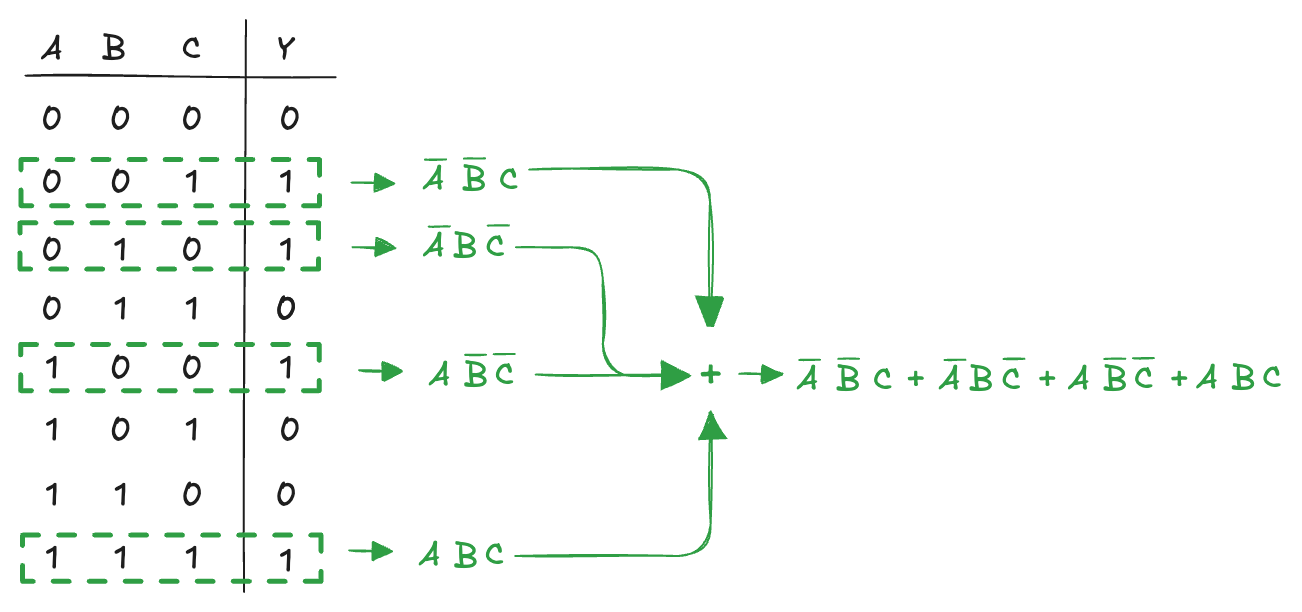 A B C Y
0 0 0 0
0 0 1 1 → A̅ B̅ C
0 1 0 1 → A̅ B C̅
0 1 1 0
1 0 0 1 → A B̅ C̅ + → A̅ B̅ C + A̅ B C̅ + A B̅ C̅ + A B C
1 0 1 0
1 1 0 0
1 1 1 1 → A B C